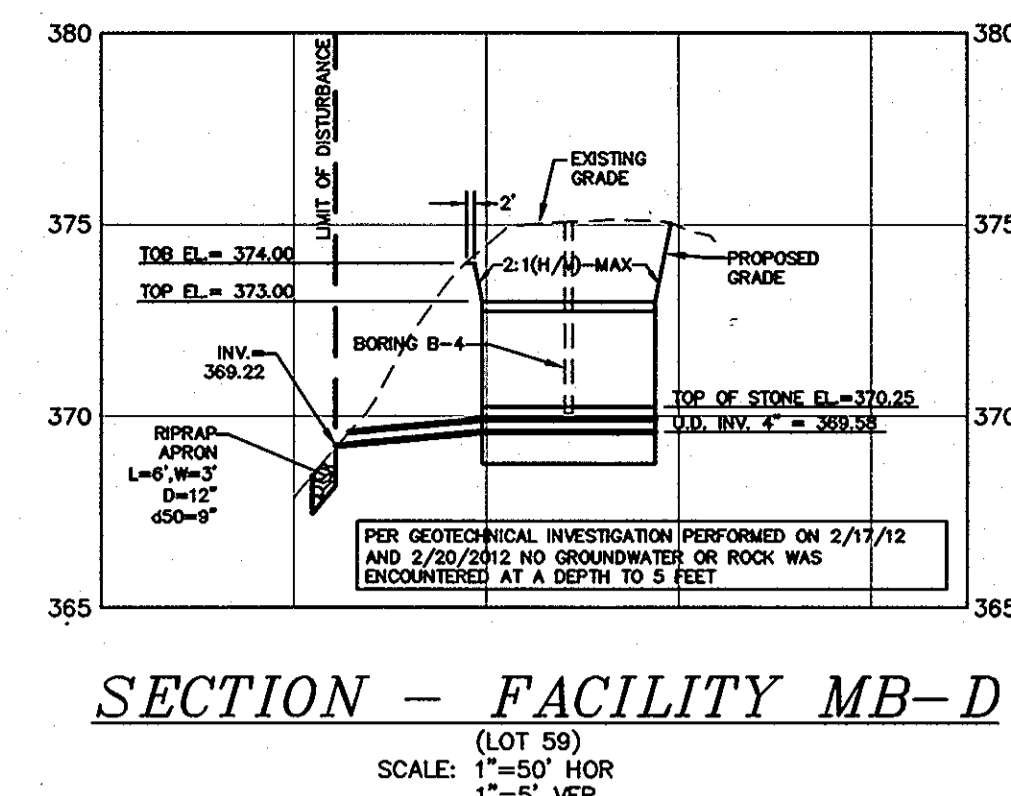 380
380
LIMIT OF DISTURBANCE
EXISTING
GRADE
2'
375
375
TOB EL.= 374.00
2:1(H/V)-MAX
PROPOSED
GRADE
TOP EL.= 373.00
BORING B-4
INV.=
369.22
TOP OF STONE EL.=370.25
370
370
U.D. INV. 4" = 369.58
RIPRAP
APRON
L=6',W=3'
D=12"
d50=9"
PER GEOTECHNICAL INVESTIGATION PERFORMED ON 2/17/12
AND 2/20/2012 NO GROUNDWATER OR ROCK WAS
ENCOUNTERED AT A DEPTH TO 5 FEET
365
365
SECTION - FACILITY MB-D
(LOT 59)
SCALE: 1"=50' HOR
1"=5' VER